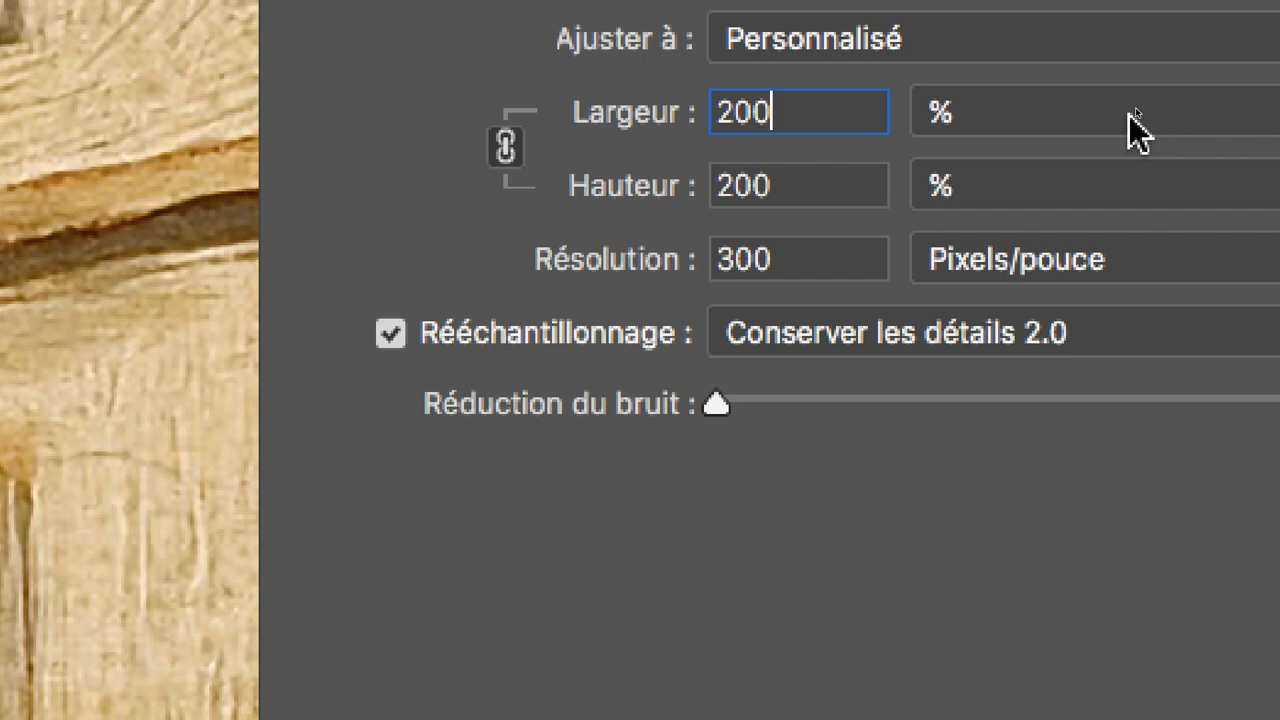 Ajuster à : Personnalisé
Largeur : 200 %
Hauteur : 200 %
Résolution : 300 Pixels/pouce
Rééchantillonnage : Conserver les détails 2.0
Réduction du bruit :